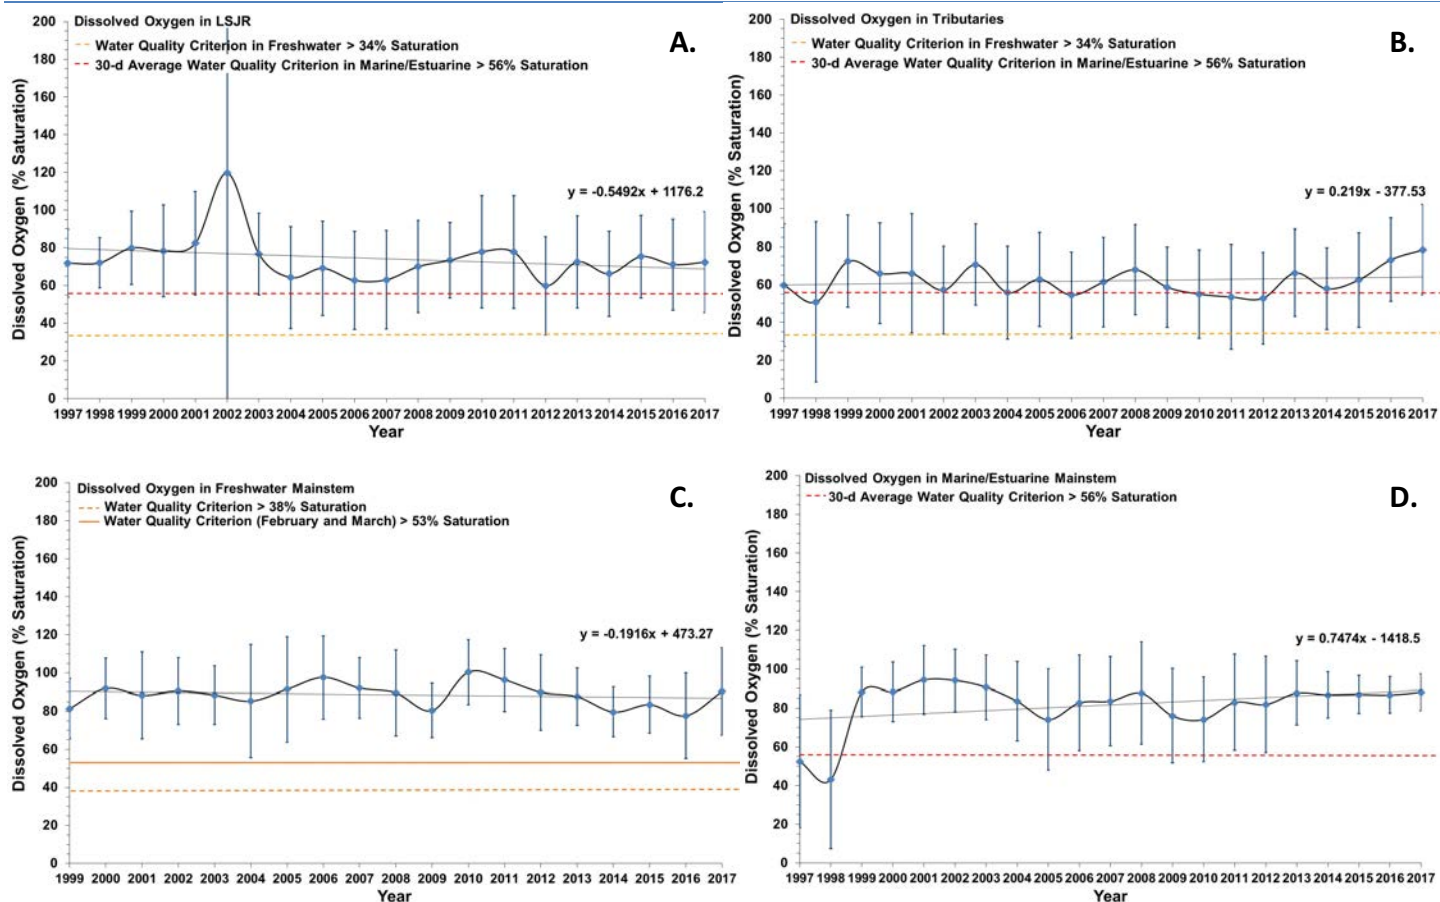 Dissolved Oxygen in LSJR
Water Quality Criterion in Freshwater > 34% Saturation
30-d Average Water Quality Criterion in Marine/Estuarine > 56% Saturation
A.
y = -0.5492x + 1176.2
Dissolved Oxygen (% Saturation)
200
180
160
140
120
100
80
60
40
20
0
1997 1998 1999 2000 2001 2002 2003 2004 2005 2006 2007 2008 2009 2010 2011 2012 2013 2014 2015 2016 2017
Year
Dissolved Oxygen in Tributaries
Water Quality Criterion in Freshwater > 34% Saturation
30-d Average Water Quality Criterion in Marine/Estuarine > 56% Saturation
B.
y = 0.219x - 377.53
Dissolved Oxygen (% Saturation)
200
180
160
140
120
100
80
60
40
20
0
1997 1998 1999 2000 2001 2002 2003 2004 2005 2006 2007 2008 2009 2010 2011 2012 2013 2014 2015 2016 2017
Year
Dissolved Oxygen in Freshwater Mainstem
Water Quality Criterion > 38% Saturation
Water Quality Criterion (February and March) > 53% Saturation
C.
y = -0.1916x + 473.27
Dissolved Oxygen (% Saturation)
200
180
160
140
120
100
80
60
40
20
0
1999 2000 2001 2002 2003 2004 2005 2006 2007 2008 2009 2010 2011 2012 2013 2014 2015 2016 2017
Year
Dissolved Oxygen in Marine/Estuarine Mainstem
30-d Average Water Quality Criterion > 56% Saturation
D.
y = 0.7474x - 1418.5
Dissolved Oxygen (% Saturation)
200
180
160
140
120
100
80
60
40
20
0
1997 1998 1999 2000 2001 2002 2003 2004 2005 2006 2007 2008 2009 2010 2011 2012 2013 2014 2015 2016 2017
Year